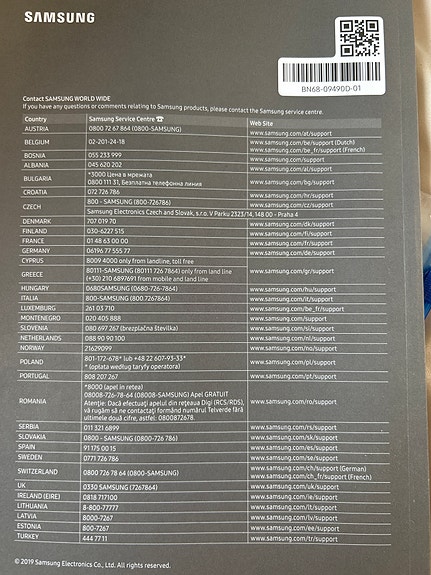 SAMSUNG
BN68-09490D-01
Contact SAMSUNG WORLD WIDE
If you have any questions or comments relating to Samsung products, please contact the Samsung service centre.
Country Samsung Service Centre ☎ Web Site
AUSTRIA 0800 72 67 864 (0800-SAMSUNG) www.samsung.com/at/support
BELGIUM 02-201-24-18 www.samsung.com/be/support (Dutch)
www.samsung.com/be_fr/support (French)
BOSNIA 055 233 999 www.samsung.com/ba/support
ALBANIA 045 620 202 www.samsung.com/al/support
BULGARIA *3000 Цена в мрежата
0800 111 31, Безплатна телефонна линия www.samsung.com/bg/support
CROATIA 072 726 786 www.samsung.com/hr/support
CZECH 800 - SAMSUNG (800-726786) www.samsung.com/cz/support
Samsung Electronics Czech and Slovak, s.r.o. V Parku 2323/14, 148 00 - Praha 4
DENMARK 707 019 70 www.samsung.com/dk/support
FINLAND 030-6227 515 www.samsung.com/fi/support
FRANCE 01 48 63 00 00 www.samsung.com/fr/support
GERMANY 06196 77 555 77 www.samsung.com/de/support
CYPRUS 8009 4000 only from landline, toll free
GREECE 80111-SAMSUNG (80111 726 7864) only from land line
(+30) 210 6897691 from mobile and land line www.samsung.com/gr/support
HUNGARY 0680SAMSUNG (0680-726-7864) www.samsung.com/hu/support
ITALIA 800-SAMSUNG (800.7267864) www.samsung.com/it/support
LUXEMBURG 261 03 710 www.samsung.com/be_fr/support
MONTENEGRO 020 405 888 www.samsung.com/support
SLOVENIA 080 697 267 (brezplačna številka) www.samsung.com/si/support
NETHERLANDS 088 90 90 100 www.samsung.com/nl/support
NORWAY 21629099 www.samsung.com/no/support
POLAND 801-172-678* lub +48 22 607-93-33*
* (opłata według taryfy operatora) www.samsung.com/pl/support
PORTUGAL 808 207 267 www.samsung.com/pt/support
ROMANIA *8000 (apel in retea)
08008-726-78-64 (08008-SAMSUNG) Apel GRATUIT
Atenţie: Dacă efectuaţi apelul din reţeaua Digi (RCS/RDS),
vă rugăm să ne contactaţi formând numărul Telverde fără
ultimele două cifre, astfel: 0800872678. www.samsung.com/ro/support
SERBIA 011 321 6899 www.samsung.com/rs/support
SLOVAKIA 0800 - SAMSUNG (0800-726 786) www.samsung.com/sk/support
SPAIN 91 175 00 15 www.samsung.com/es/support
SWEDEN 0771 726 786 www.samsung.com/se/support
SWITZERLAND 0800 726 78 64 (0800-SAMSUNG) www.samsung.com/ch/support (German)
www.samsung.com/ch_fr/support (French)
UK 0330 SAMSUNG (7267864) www.samsung.com/uk/support
IRELAND (EIRE) 0818 717100 www.samsung.com/ie/support
LITHUANIA 8-800-77777 www.samsung.com/lt/support
LATVIA 8000-7267 www.samsung.com/lv/support
ESTONIA 800-7267 www.samsung.com/ee/support
TURKEY 444 77 11 www.samsung.com/tr/support
© 2019 Samsung Electronics Co., Ltd. All rights reserved.